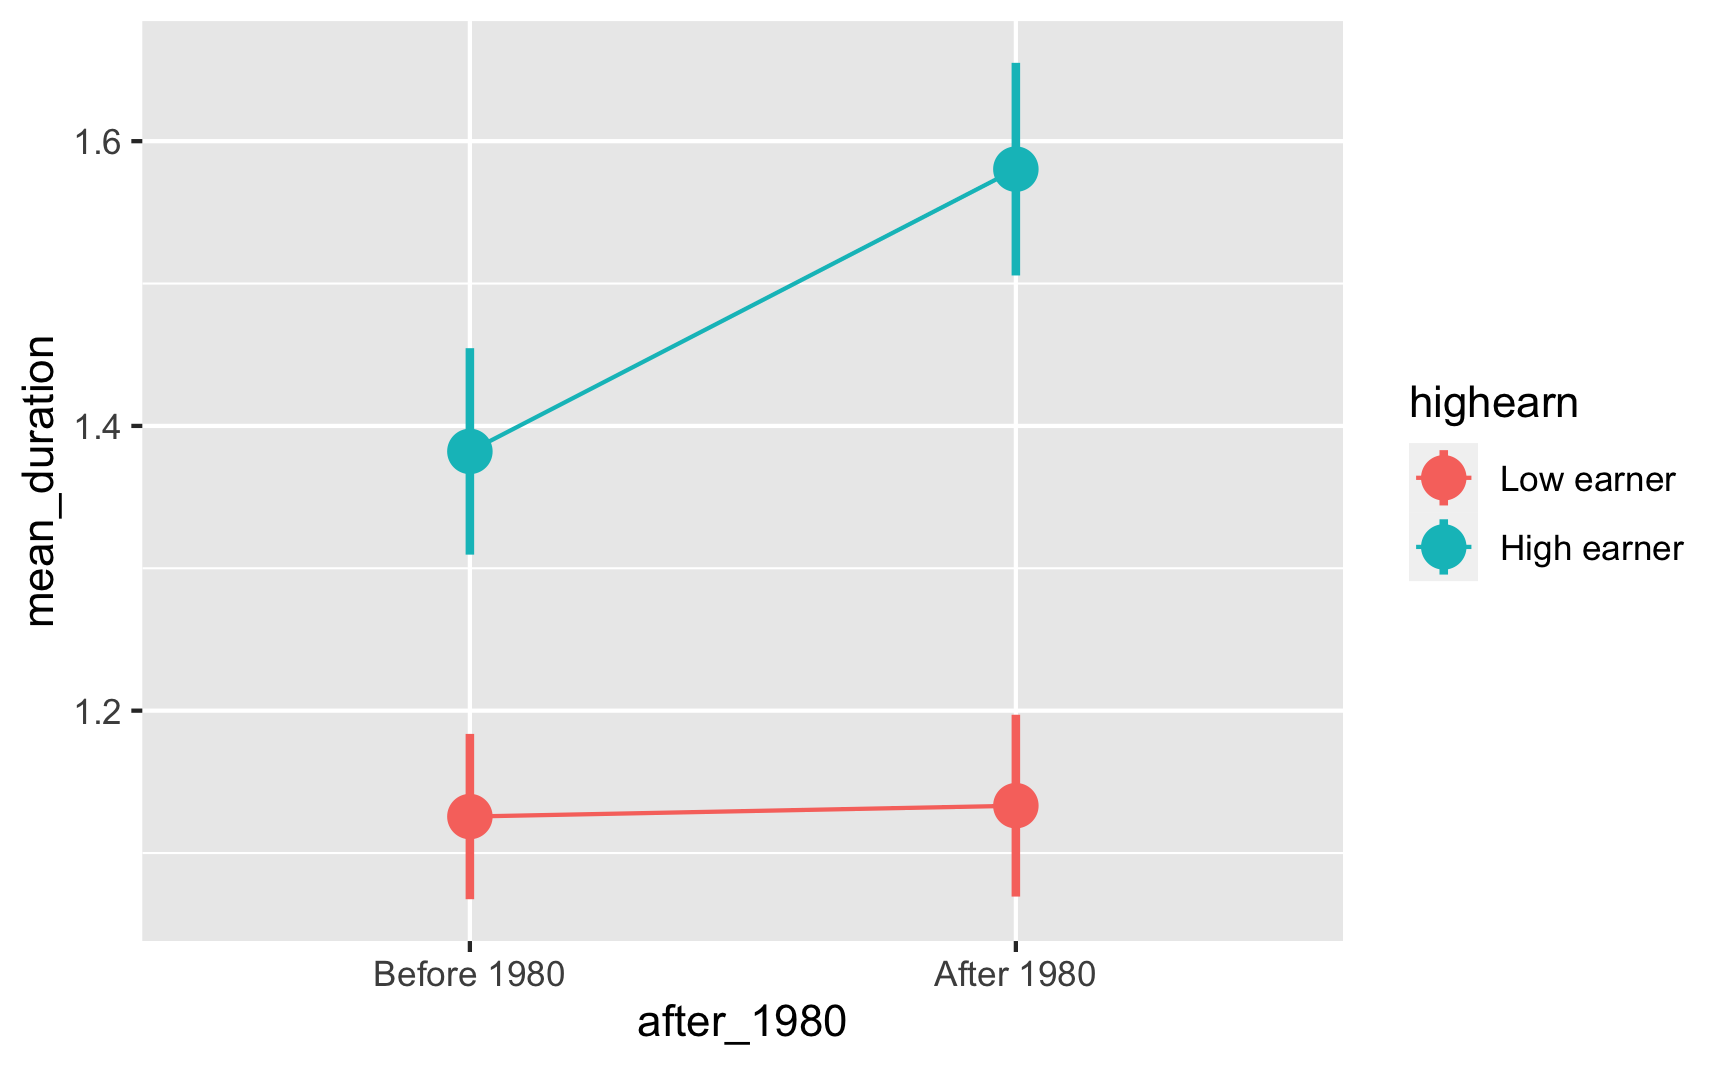 mean_duration
1.6
1.4
1.2
Before 1980
After 1980
after_1980
highearn
Low earner
High earner